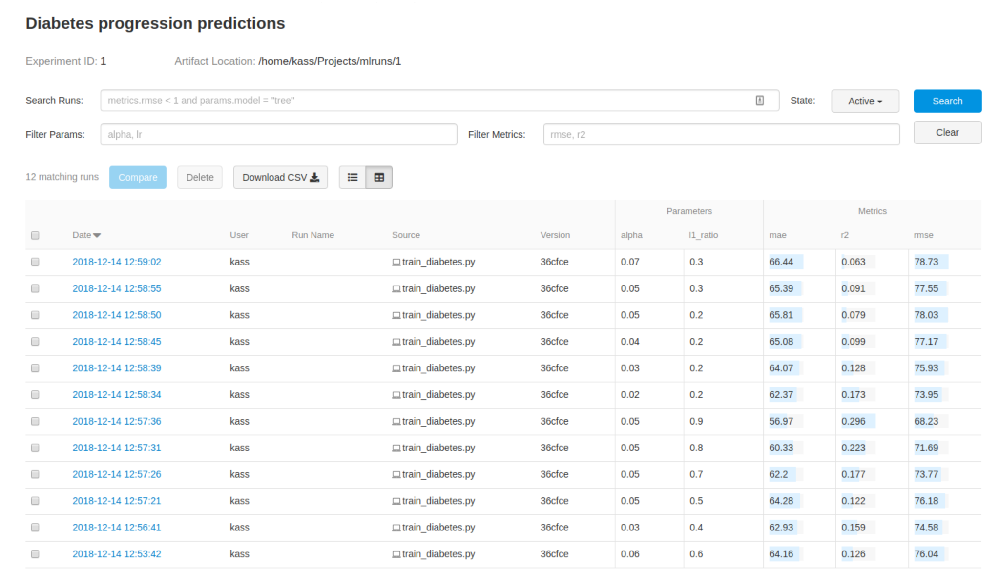 Diabetes progression predictions
Experiment ID: 1 Artifact Location: /home/kass/Projects/mlruns/1
Search Runs: metrics.rmse < 1 and params.model = "tree" State: Active Search
Filter Params: alpha, lr Filter Metrics: rmse, r2 Clear
12 matching runs Compare Delete Download CSV
Parameters Metrics
Date User Run Name Source Version alpha l1_ratio mae r2 rmse
2018-12-14 12:59:02 kass train_diabetes.py 36cfce 0.07 0.3 66.44 0.063 78.73
2018-12-14 12:58:55 kass train_diabetes.py 36cfce 0.05 0.3 65.39 0.091 77.55
2018-12-14 12:58:50 kass train_diabetes.py 36cfce 0.05 0.2 65.81 0.079 78.03
2018-12-14 12:58:45 kass train_diabetes.py 36cfce 0.04 0.2 65.08 0.099 77.17
2018-12-14 12:58:39 kass train_diabetes.py 36cfce 0.03 0.2 64.07 0.128 75.93
2018-12-14 12:58:34 kass train_diabetes.py 36cfce 0.02 0.2 62.37 0.173 73.95
2018-12-14 12:57:36 kass train_diabetes.py 36cfce 0.05 0.9 56.97 0.296 68.23
2018-12-14 12:57:31 kass train_diabetes.py 36cfce 0.05 0.8 60.33 0.223 71.69
2018-12-14 12:57:26 kass train_diabetes.py 36cfce 0.05 0.7 62.2 0.177 73.77
2018-12-14 12:57:21 kass train_diabetes.py 36cfce 0.05 0.5 64.28 0.122 76.18
2018-12-14 12:56:41 kass train_diabetes.py 36cfce 0.03 0.4 62.93 0.159 74.58
2018-12-14 12:53:42 kass train_diabetes.py 36cfce 0.06 0.6 64.16 0.126 76.04